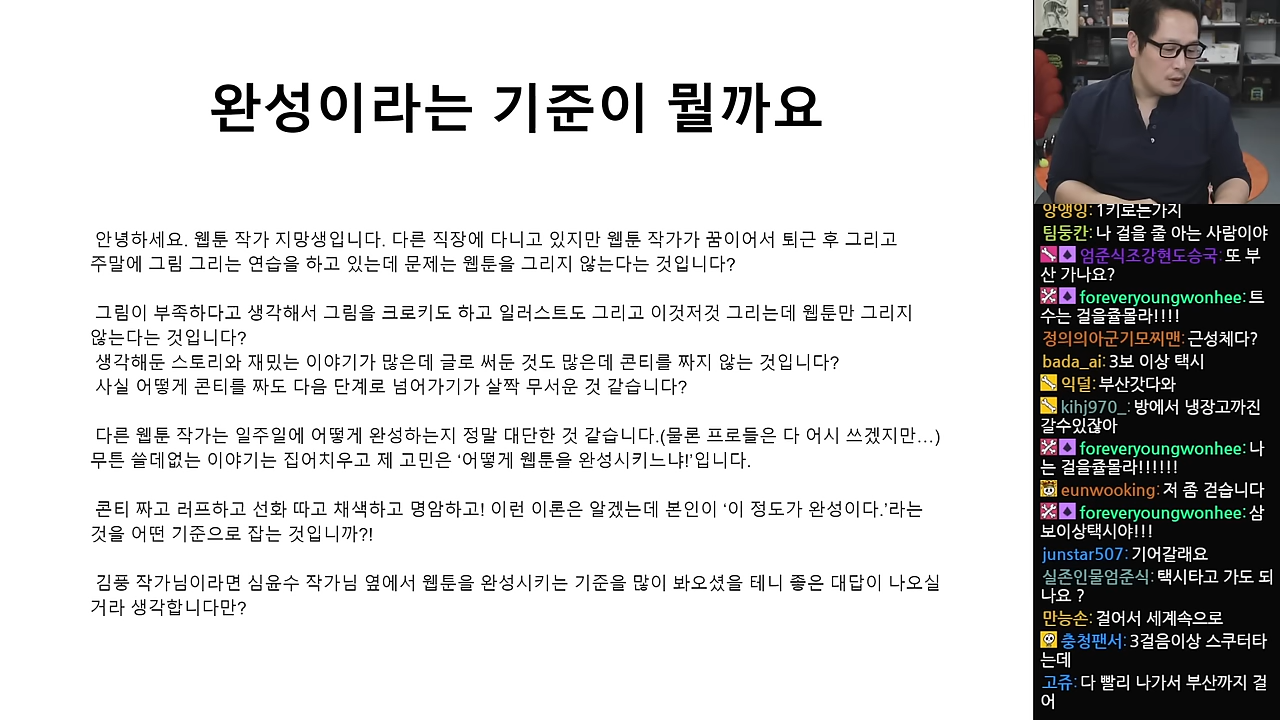 완성이라는 기준이 뭘까요
안녕하세요. 웹툰 작가 지망생입니다. 다른 직장에 다니고 있지만 웹툰 작가가 꿈이어서 퇴근 후 그리고
주말에 그림 그리는 연습을 하고 있는데 문제는 웹툰을 그리지 않는다는 것입니다?
그림이 부족하다고 생각해서 그림을 크로키도 하고 일러스트도 그리고 이것저것 그리는데 웹툰만 그리지
않는다는 것입니다?
생각해둔 스토리와 재밌는 이야기가 많은데 글로 써둔 것도 많은데 콘티를 짜지 않는 것입니다?
사실 어떻게 콘티를 짜도 다음 단계로 넘어가기가 살짝 무서운 것 같습니다?
다른 웹툰 작가는 일주일에 어떻게 완성하는지 정말 대단한 것 같습니다.(물론 프로들은 다 어시 쓰겠지만…)
무튼 쓸데없는 이야기는 집어치우고 제 고민은 ‘어떻게 웹툰을 완성시키느냐!’입니다.
콘티 짜고 러프하고 선화 따고 채색하고 명암하고! 이런 이론은 알겠는데 본인이 ‘이 정도가 완성이다.’라는
것을 어떤 기준으로 잡는 것입니까?!
김풍 작가님이라면 심윤수 작가님 옆에서 웹툰을 완성시키는 기준을 많이 봐오셨을 테니 좋은 대답이 나오실
거라 생각합니다만?
앙앵잉: 1키로는가지
팀둥칸: 나 걸을 줄 아는 사람이야
엄준식조강현도승국: 또 부
산 가나요?
foreveryoungwonhee: 트
수는 걸을쥴몰라!!!!
정의의아군기모찌맨: 근성체다?
bada_ai: 3보 이상 택시
익덜: 부산갓다와
kihj970_: 방에서 냉장고까진
갈수있잖아
foreveryoungwonhee: 나
는 걸을쥴몰라!!!!!!
eunwooking: 저 좀 걷습니다
foreveryoungwonhee: 삼
보이상택시야!!!
junstar507: 기어갈래요
실존인물엄준식: 택시타고 가도 되
나요 ?
만능손: 걸어서 세계속으로
충청팬서: 3걸음이상 스쿠터타
는데
고쥬: 다 빨리 나가서 부산까지 걸
어